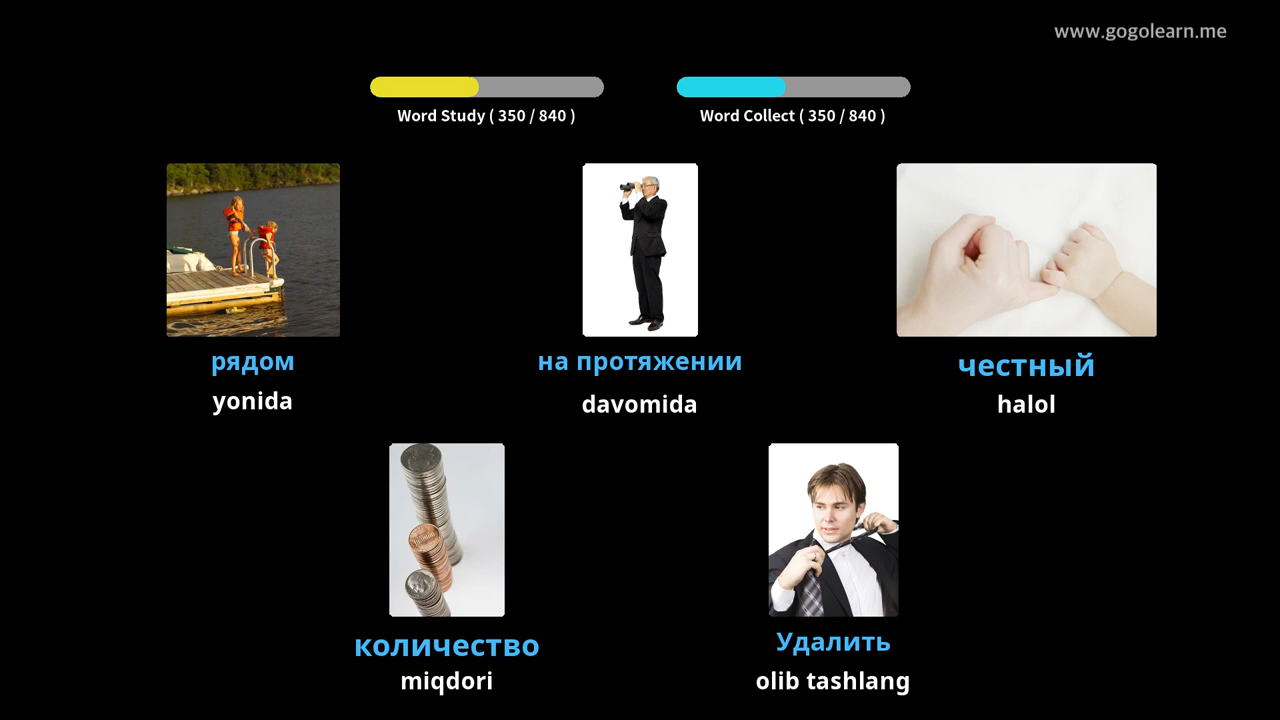 www.gogolearn.me
Word Study ( 350 / 840 )
Word Collect ( 350 / 840 )
рядом
yonida
на протяжении
davomida
честный
halol
количество
miqdori
Удалить
olib tashlang